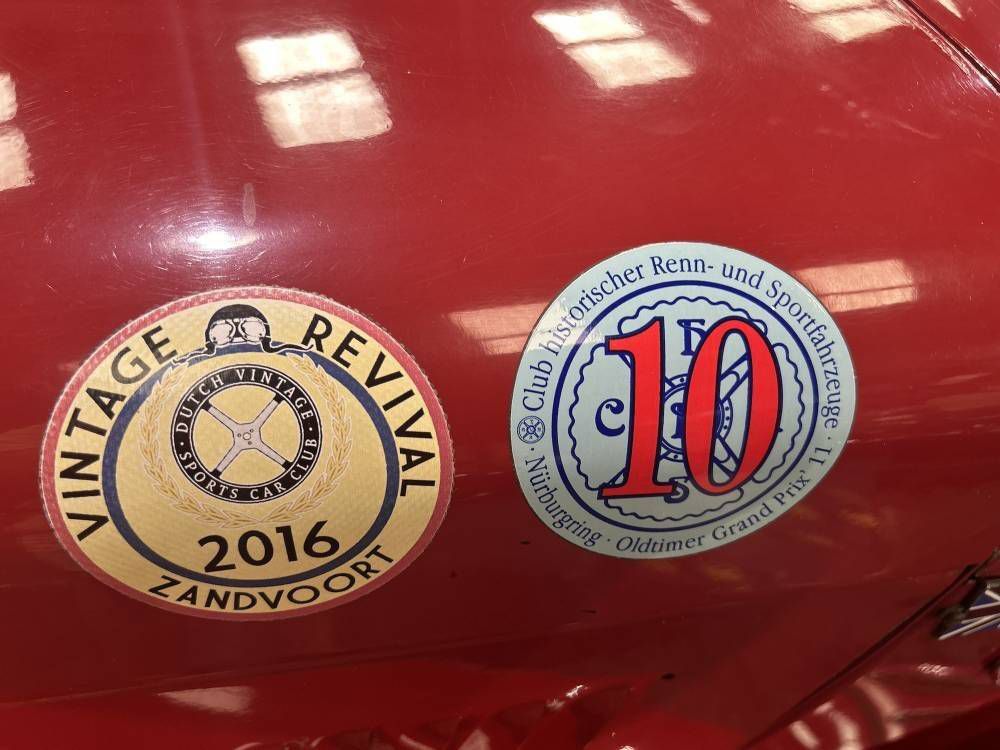 VINTAGE REVIVAL
DUTCH VINTAGE
SPORTS CAR CLUB
2016
ZANDVOORT
Club historischer Renn- und Sportfahrzeuge ·
10
C
S
Nürburgring · Oldtimer Grand Prix' 11 ·